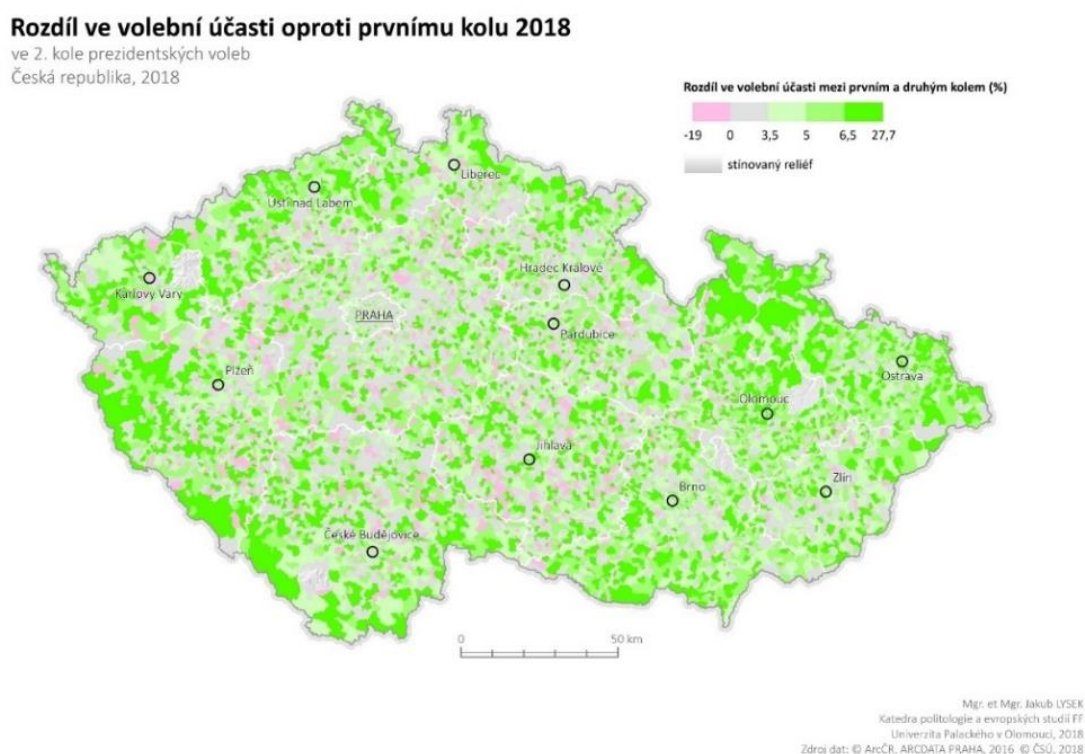 Rozdíl ve volební účasti oproti prvnímu kolu 2018
ve 2. kole prezidentských voleb
Česká republika, 2018
Rozdíl ve volební účasti mezi prvním a druhým kolem (%)
-19 0 3,5 5 6,5 27,7
stínovaný reliéf
Liberec
Ústí nad Labem
Karlovy Vary
Hradec Králové
PRAHA
Pardubice
Plzeň
Ostrava
Olomouc
Jihlava
Zlín
Brno
České Budějovice
0 50 km
Mgr. et Mgr. Jakub LYSEK
Katedra politologie a evropských studií FF
Univerzita Palackého v Olomouci, 2018
Zdroj dat: © ArcČR, ARCDATA PRAHA, 2016, © ČSÚ, 2018